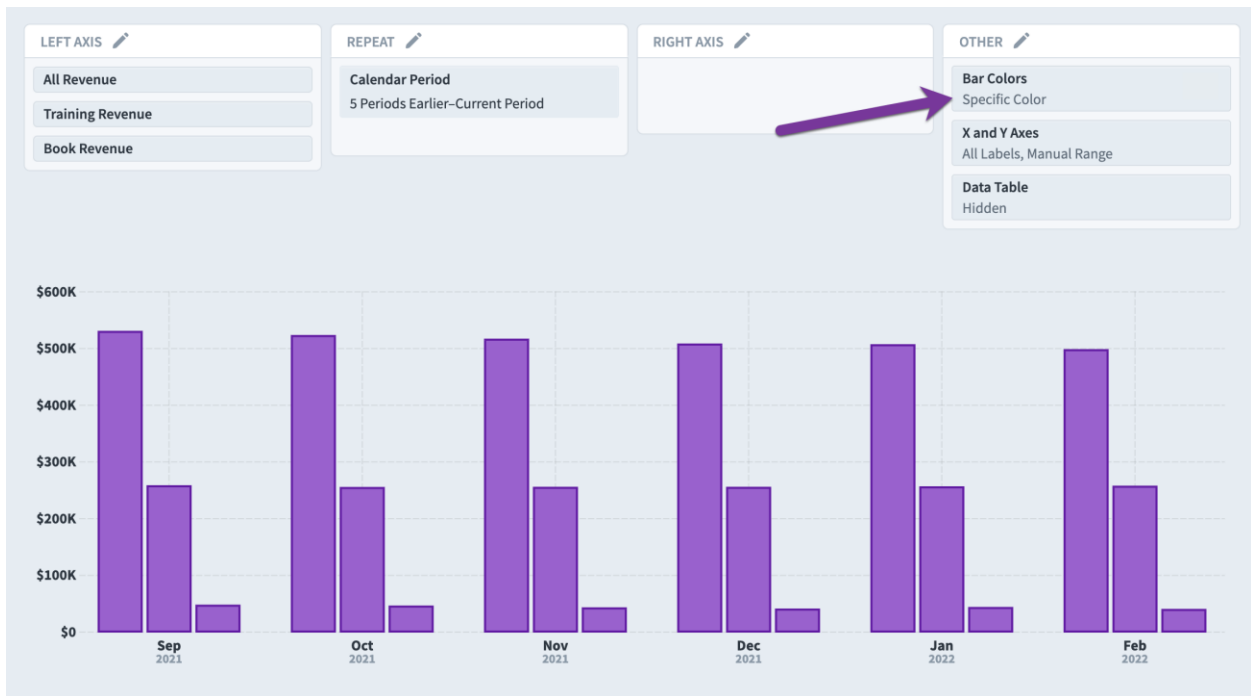 LEFT AXIS
All Revenue
Training Revenue
Book Revenue
REPEAT
Calendar Period
5 Periods Earlier–Current Period
RIGHT AXIS
OTHER
Bar Colors
Specific Color
X and Y Axes
All Labels, Manual Range
Data Table
Hidden
$600K
$500K
$400K
$300K
$200K
$100K
$0
Sep
2021
Oct
2021
Nov
2021
Dec
2021
Jan
2022
Feb
2022